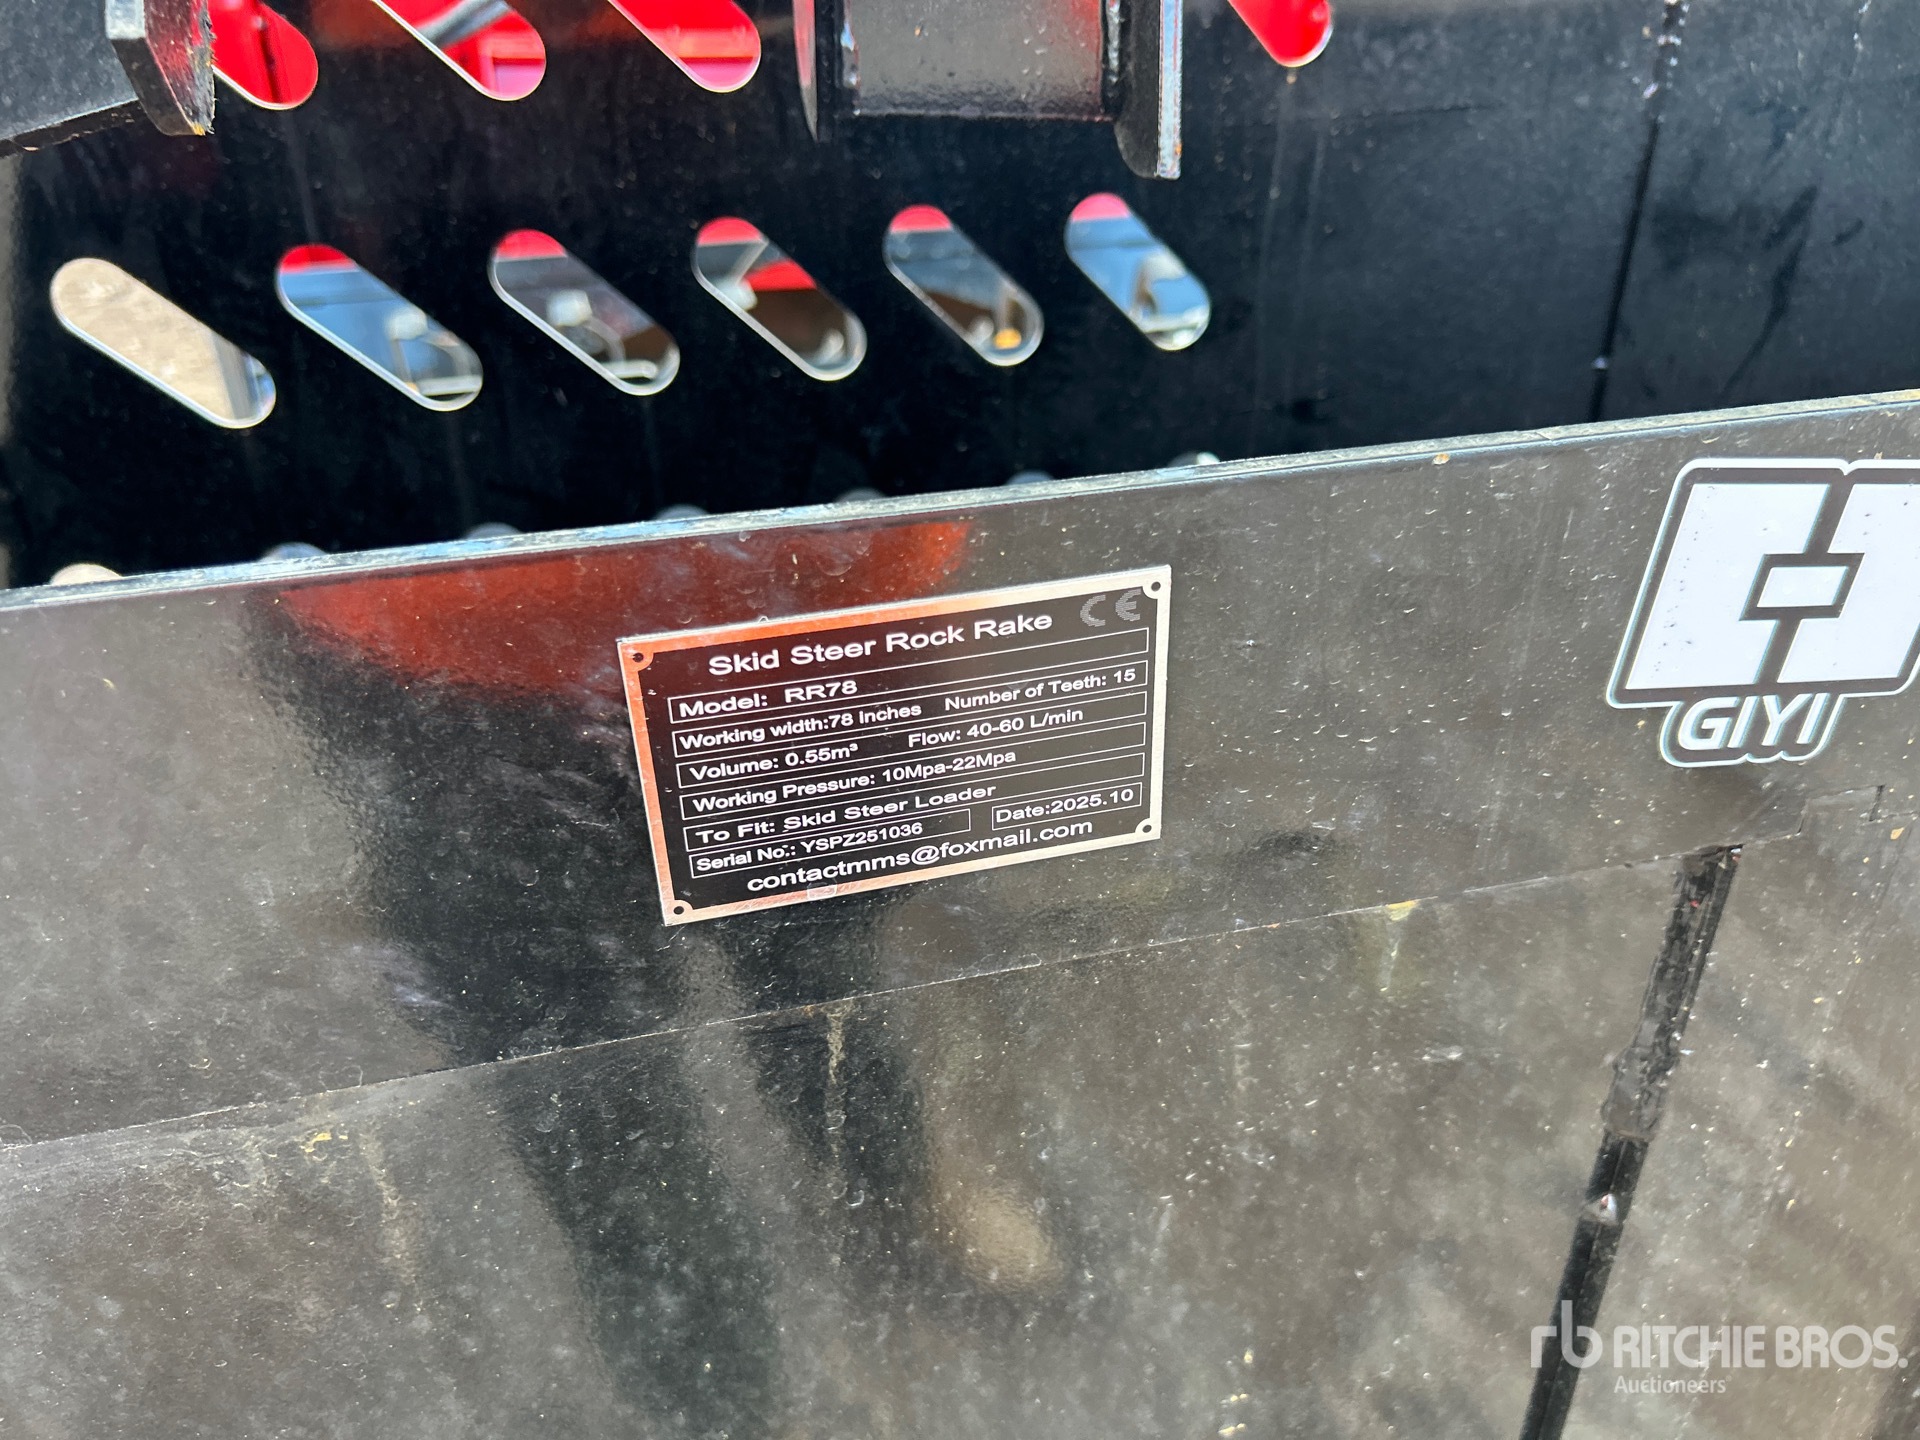 Skid Steer Rock Rake CE
Model: RR78
Working width:78 Inches Number of Teeth: 15
Volume: 0.55m³ Flow: 40-60 L/min
Working Pressure: 10Mpa-22Mpa
To Fit: Skid Steer Loader
Serial No.: YSPZ251036 Date:2025.10
contactmms@foxmail.com
GIYI
rb RITCHIE BROS.
Auctioneers